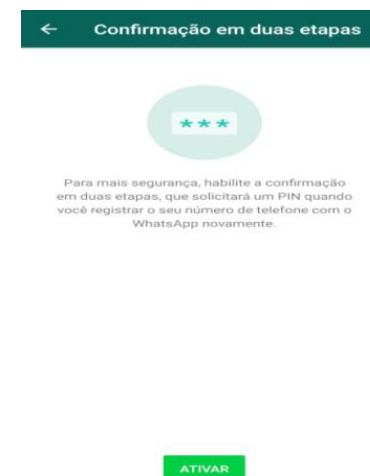 Confirmação em duas etapas
***
Para mais segurança, habilite a confirmação
em duas etapas, que solicitará um PIN quando
você registrar o seu número de telefone com o
WhatsApp novamente.
ATIVAR